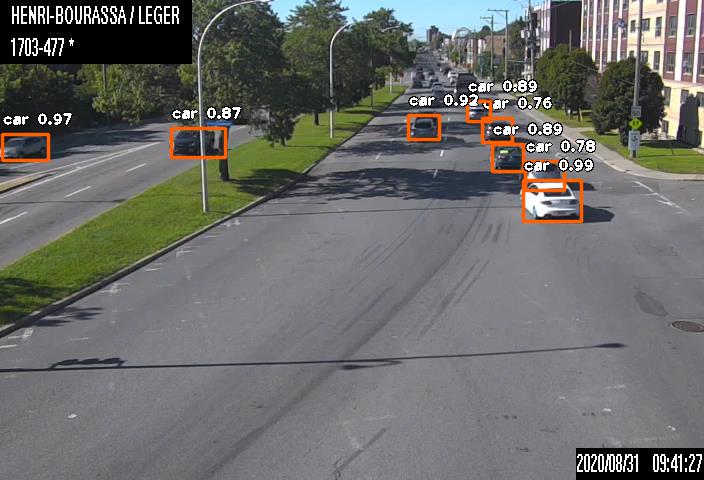 HENRI-BOURASSA / LEGER
1703-477 *
car 0.89
car 0.92
car 0.76
car 0.97
car 0.87
car 0.89
car 0.78
car 0.99
2020/08/31 09:41:27